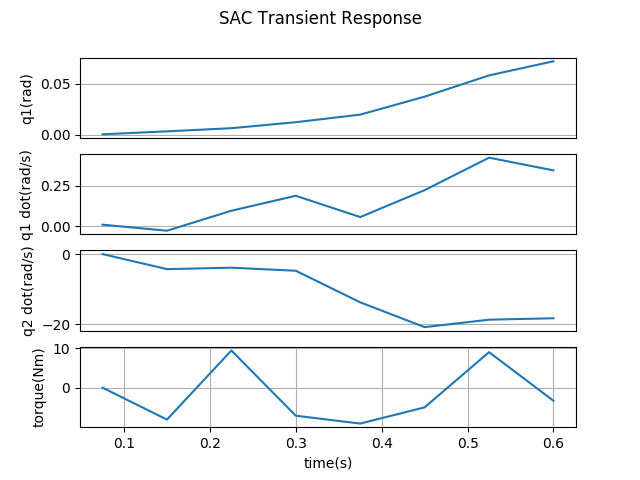 SAC Transient Response
0.05
0.00
q1(rad)
0.25
0.00
q1 dot(rad/s)
0
−20
q2 dot(rad/s)
10
0
torque(Nm)
0.1 0.2 0.3 0.4 0.5 0.6
time(s)